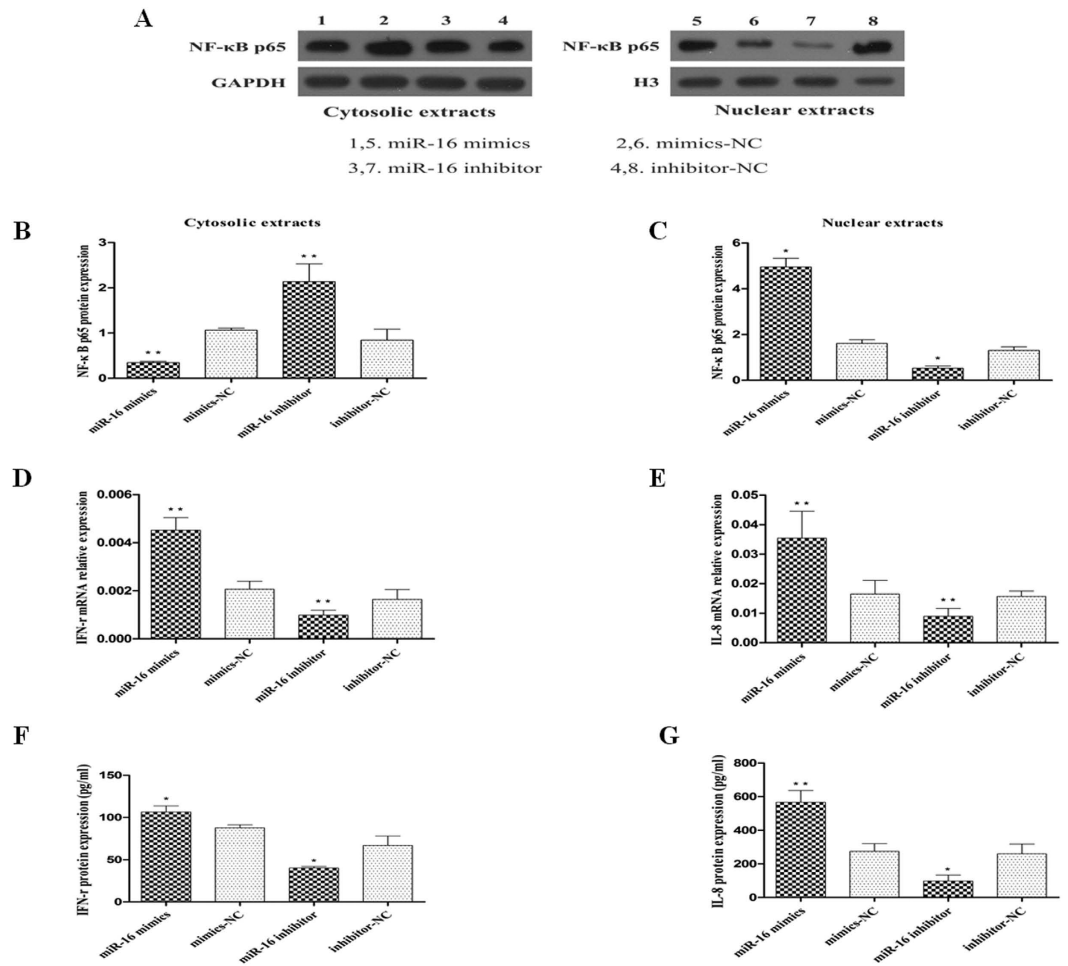 A
1 2 3 4
5 6 7 8
NF-κB p65
NF-κB p65
GAPDH
H3
Cytosolic extracts
Nuclear extracts
1,5. miR-16 mimics
2,6. mimics-NC
3,7. miR-16 inhibitor
4,8. inhibitor-NC
B
Cytosolic extracts
NF-κ B p65 protein expression
3
2
1
0
* *
* *
miR-16 mimics
mimics-NC
miR-16 inhibitor
inhibitor-NC
C
Nuclear extracts
NF-κ B p65 protein expression
6
4
2
0
*
*
miR-16 mimics
mimics-NC
miR-16 inhibitor
inhibitor-NC
D
IFN-r mRNA relative expression
0.006
0.004
0.002
0.000
* *
* *
miR-16 mimics
mimics-NC
miR-16 inhibitor
inhibitor-NC
E
IL-8 mRNA relative expression
0.05
0.04
0.03
0.02
0.01
0.00
* *
* *
miR-16 mimics
mimics-NC
miR-16 inhibitor
inhibitor-NC
F
IFN-r protein expression (pg/ml)
150
100
50
0
*
*
miR-16 mimics
mimics-NC
miR-16 inhibitor
inhibitor-NC
G
IL-8 protein expression (pg/ml)
800
600
400
200
0
* *
*
miR-16 mimics
mimics-NC
miR-16 inhibitor
inhibitor-NC